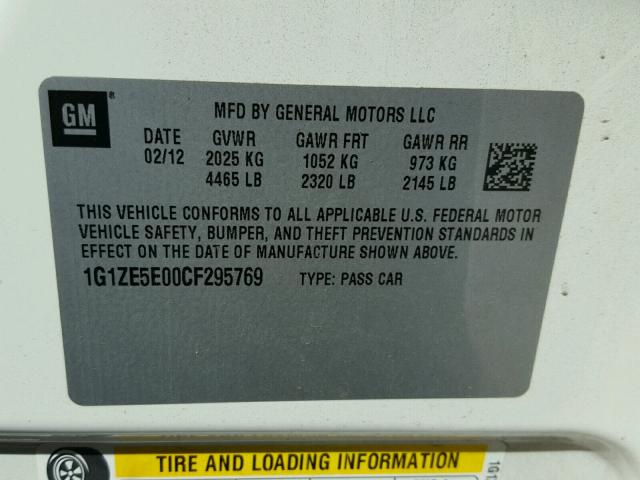 GM®
MFD BY GENERAL MOTORS LLC
DATE GVWR GAWR FRT GAWR RR
02/12 2025 KG 1052 KG 973 KG
4465 LB 2320 LB 2145 LB
THIS VEHICLE CONFORMS TO ALL APPLICABLE U.S. FEDERAL MOTOR
VEHICLE SAFETY, BUMPER, AND THEFT PREVENTION STANDARDS IN
EFFECT ON THE DATE OF MANUFACTURE SHOWN ABOVE.
1G1ZE5E00CF295769 TYPE: PASS CAR
TIRE AND LOADING INFORMATION
1G1